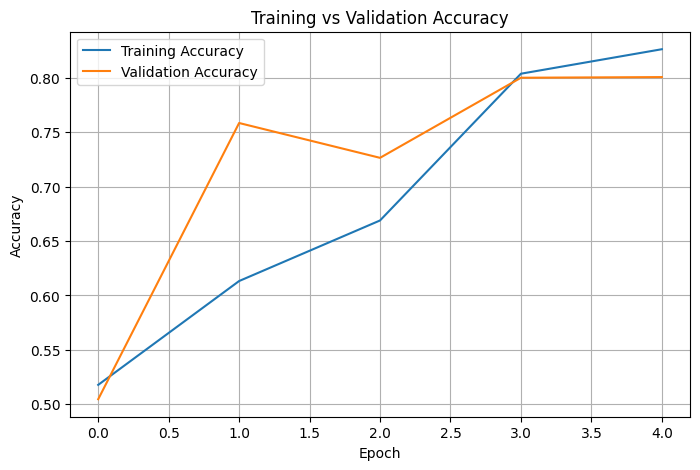 Training vs Validation Accuracy
Training Accuracy
Validation Accuracy
0.80
0.75
0.70
0.65
0.60
0.55
0.50
Accuracy
0.0 0.5 1.0 1.5 2.0 2.5 3.0 3.5 4.0
Epoch